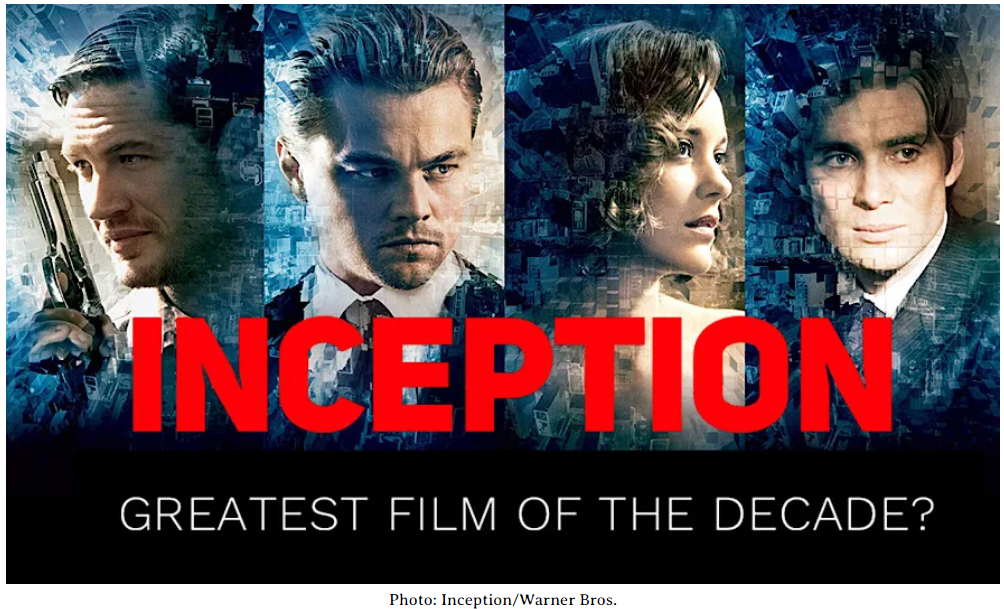 INCEPTION
GREATEST FILM OF THE DECADE?
Photo: Inception/Warner Bros.